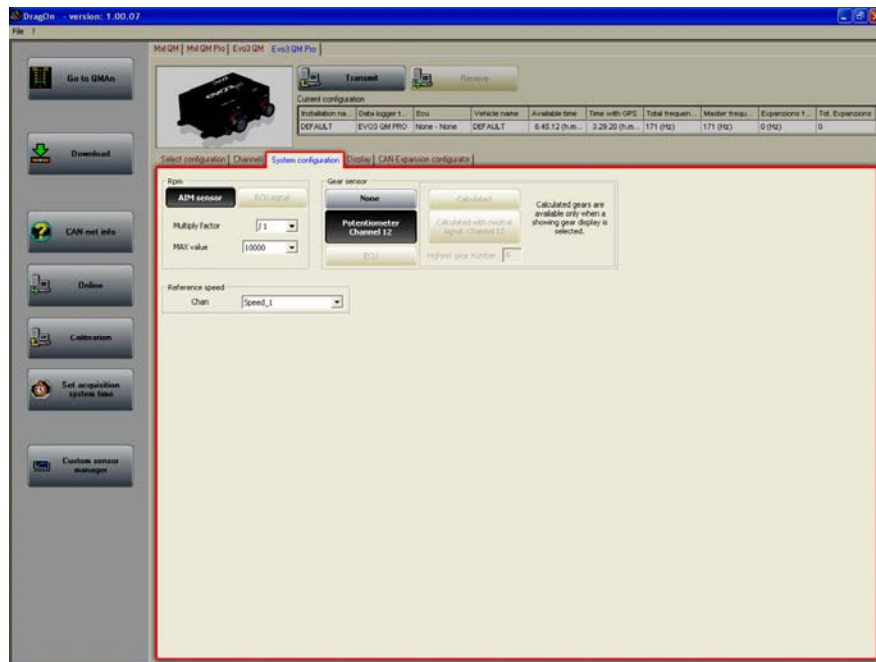 DragOn - version: 1.00.07
File ?
Mxl QM Mxl QM Pro Evo3 QM Evo3 QM Pro
Go to QMAn
Transmit Receive
Current configuration
Installation na... Data logger t... Ecu Vehicle name Available time Time with GPS Total frequen... Master frequ... Expansions f... Tot. Expansions
DEFAULT EVO3 QM PRO None - None DEFAULT 6.45.12 (h.m... 3.29.20 (h.m... 171 (Hz) 171 (Hz) 0 (Hz) 0
Download
Select configuration Channels System configuration Display CAN-Expansion configurator
Rpm
AIM sensor ECU signal
Multiply factor / 1
MAX value 10000
Gear sensor
None
Potentiometer
Channel 12
ECU
Calculated
Calculated with neutral
signal: Channel 12
Highest gear number 6
Calculated gears are
available only when a
showing gear display is
selected.
CAN net info
Reference speed
Chan Speed_1
Online
Calibration
Set acquisition
system time
Custom sensor
manager